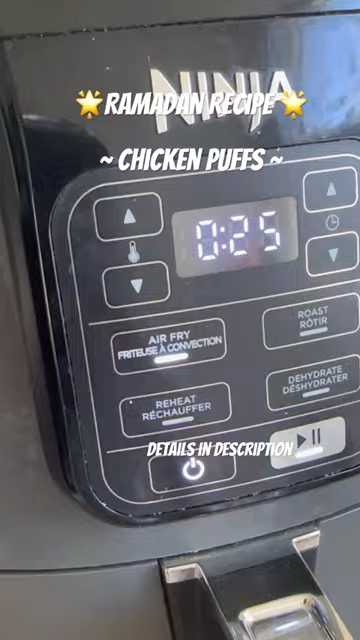 NINJA
🌟RAMADAN RECIPE🌟
~ CHICKEN PUFFS ~
0:25
AIR FRY
FRITEUSE À CONVECTION
ROAST
RÔTIR
REHEAT
RÉCHAUFFER
DEHYDRATE
DÉSHYDRATER
DETAILS IN DESCRIPTION